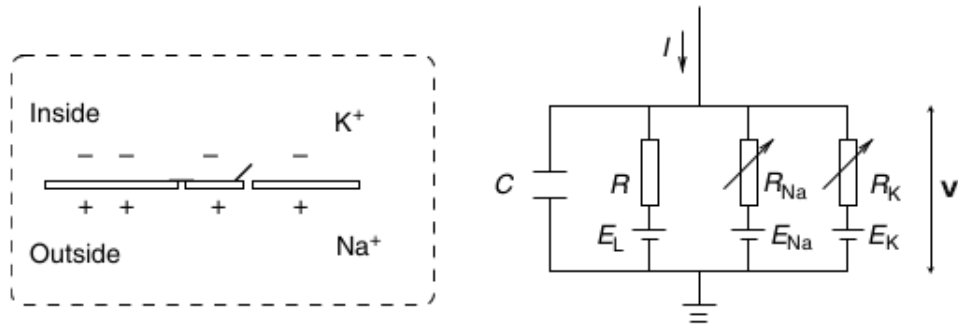 Inside
K⁺
− − − −
+ + + +
Outside
Na⁺
I
C
R
R_Na
R_K
v
E_L
E_Na
E_K